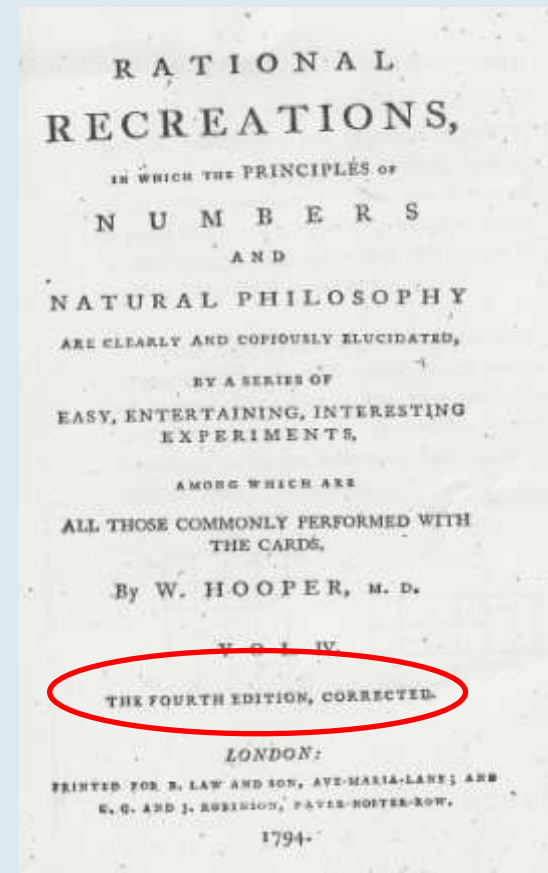 RATIONAL
RECREATIONS,
IN WHICH THE PRINCIPLES OF
NUMBERS
AND
NATURAL PHILOSOPHY
ARE CLEARLY AND COPIOUSLY ELUCIDATED,
BY A SERIES OF
EASY, ENTERTAINING, INTERESTING
EXPERIMENTS,
AMONG WHICH ARE
ALL THOSE COMMONLY PERFORMED WITH
THE CARDS.
By W. HOOPER, M. D.
VOL. IV.
THE FOURTH EDITION, CORRECTED.
LONDON:
PRINTED FOR B. LAW AND SON, AVE-MARIA-LANE; AND
G. G. AND J. ROBINSON, PATER-NOSTER-ROW.
1794.